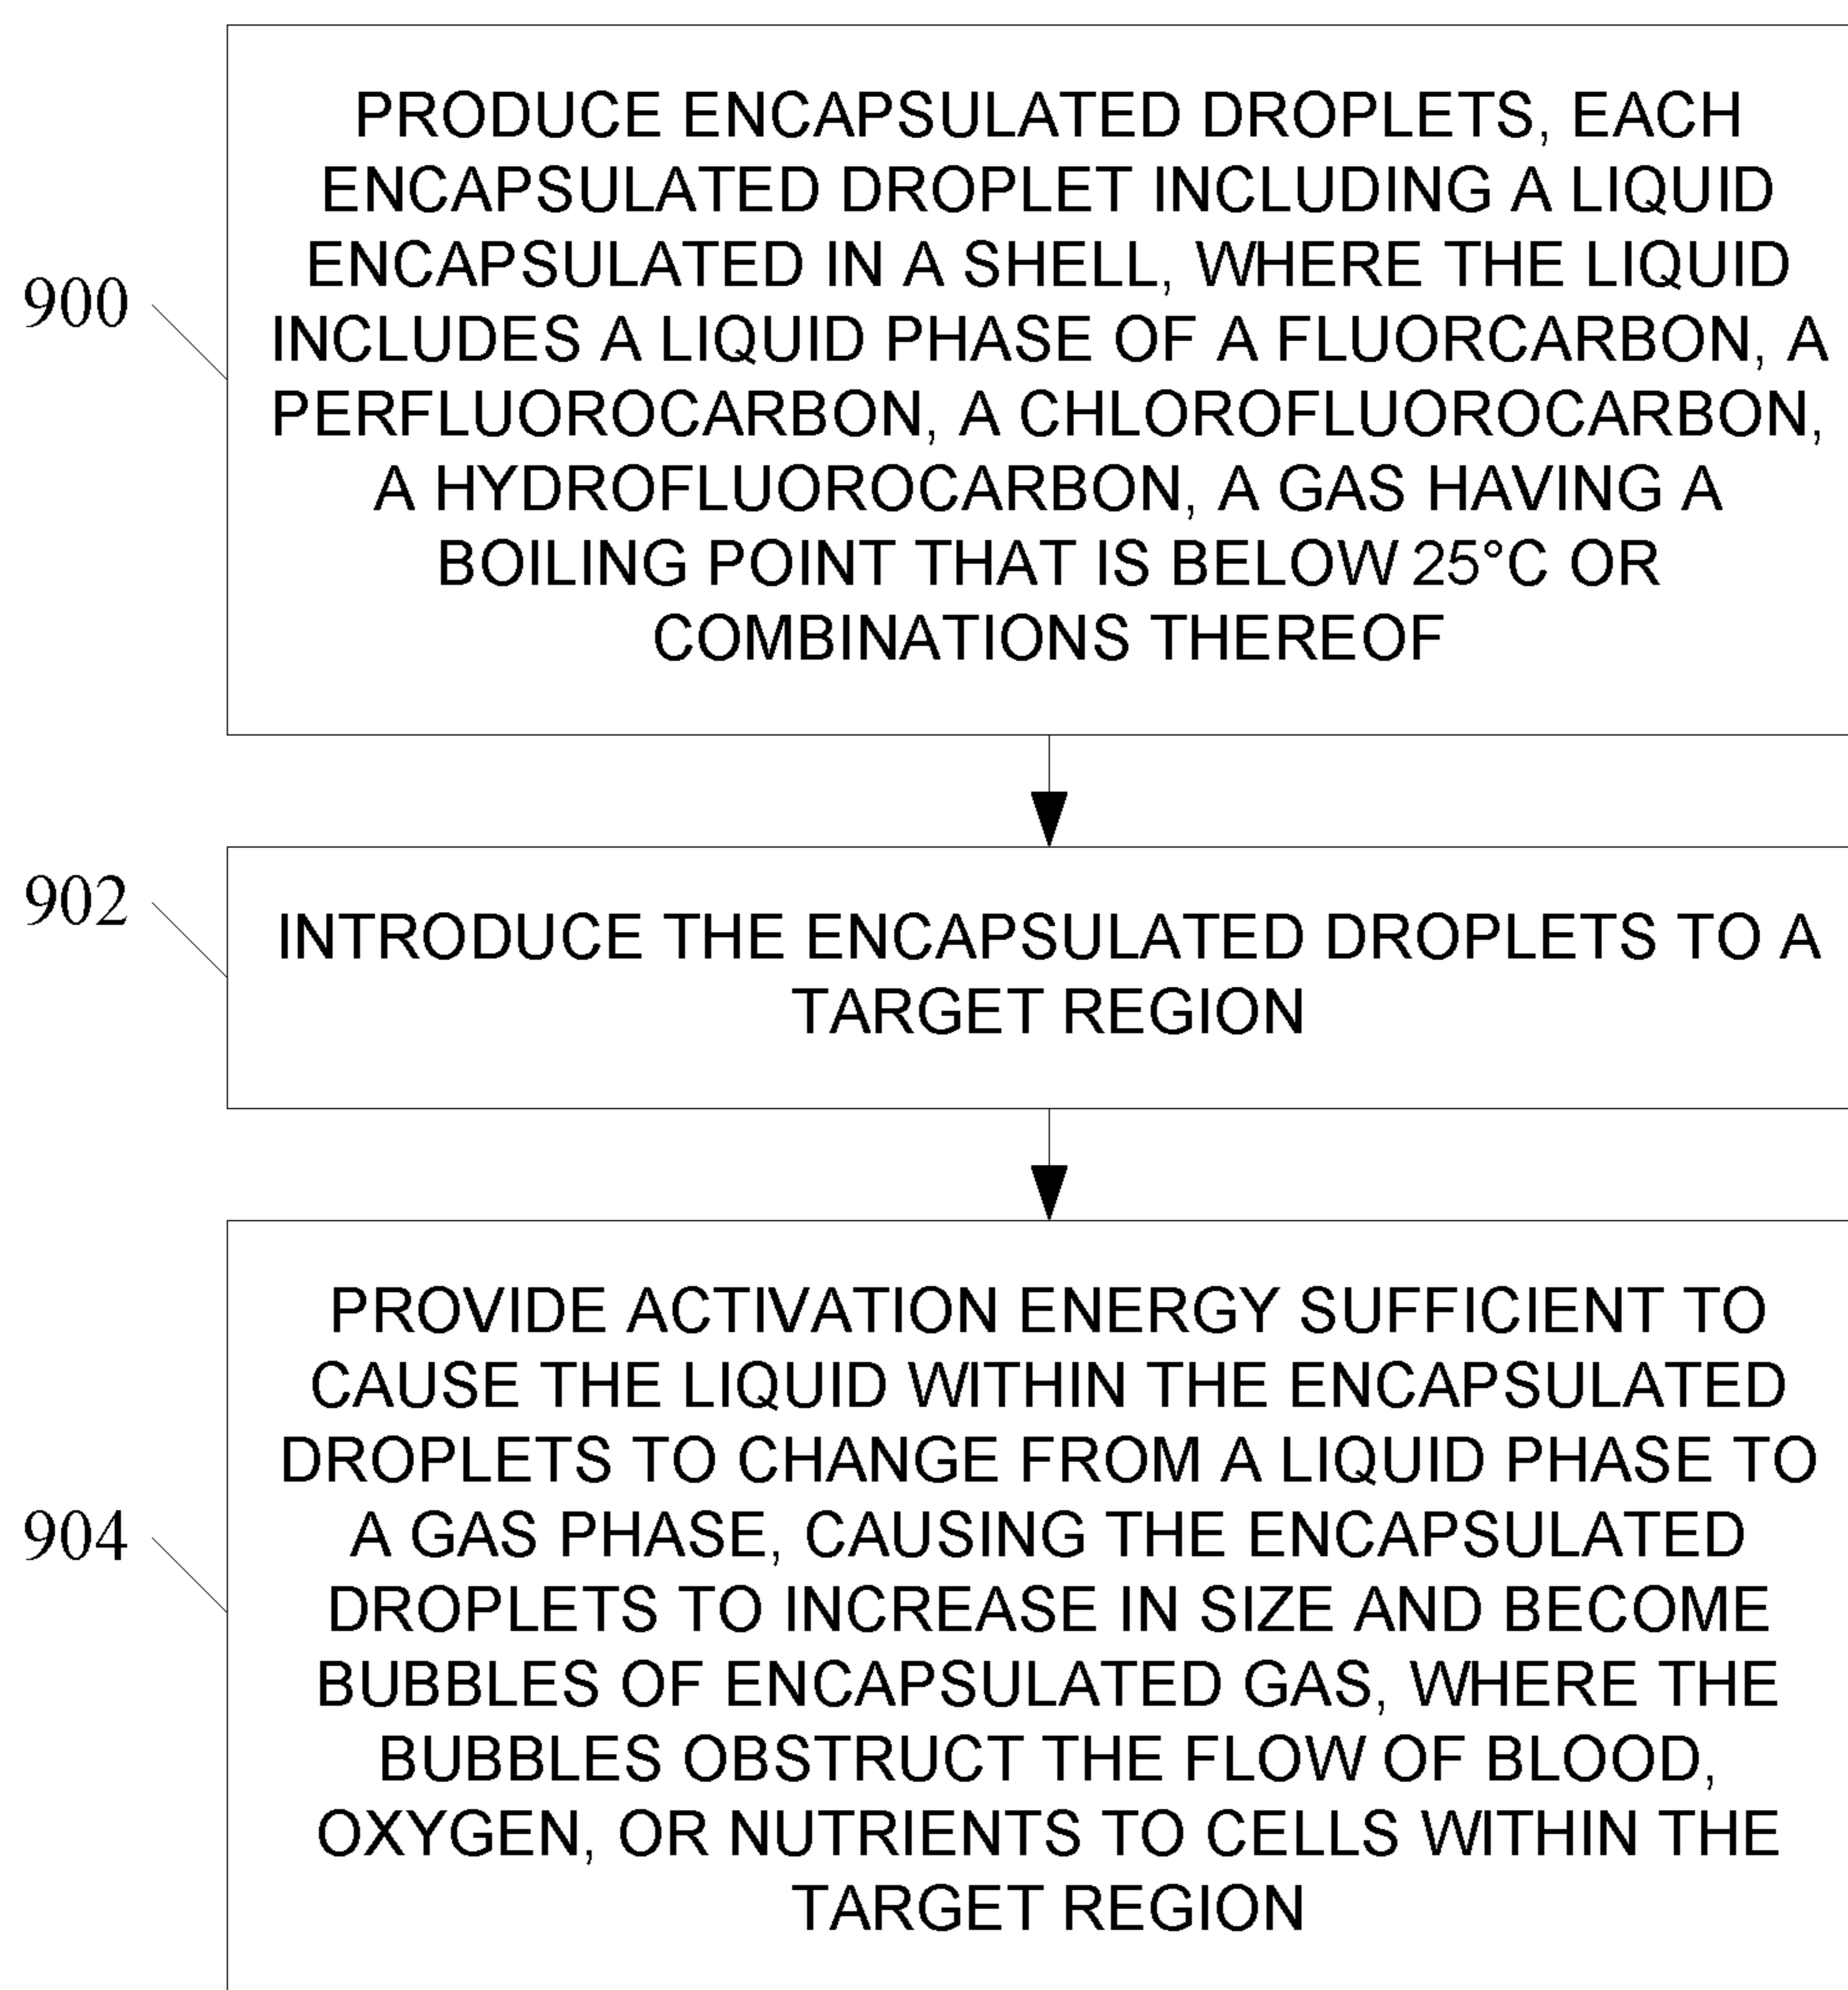 PRODUCE ENCAPSULATED DROPLETS, EACH
ENCAPSULATED DROPLET INCLUDING A LIQUID
ENCAPSULATED IN A SHELL, WHERE THE LIQUID
900
INCLUDES A LIQUID PHASE OF A FLUORCARBON, A
PERFLUOROCARBON, A CHLOROFLUOROCARBON,
A HYDROFLUOROCARBON, A GAS HAVING A
BOILING POINT THAT IS BELOW 25°C OR
COMBINATIONS THEREOF
902
INTRODUCE THE ENCAPSULATED DROPLETS TO A
TARGET REGION
PROVIDE ACTIVATION ENERGY SUFFICIENT TO
CAUSE THE LIQUID WITHIN THE ENCAPSULATED
DROPLETS TO CHANGE FROM A LIQUID PHASE TO
904
A GAS PHASE, CAUSING THE ENCAPSULATED
DROPLETS TO INCREASE IN SIZE AND BECOME
BUBBLES OF ENCAPSULATED GAS, WHERE THE
BUBBLES OBSTRUCT THE FLOW OF BLOOD,
OXYGEN, OR NUTRIENTS TO CELLS WITHIN THE
TARGET REGION